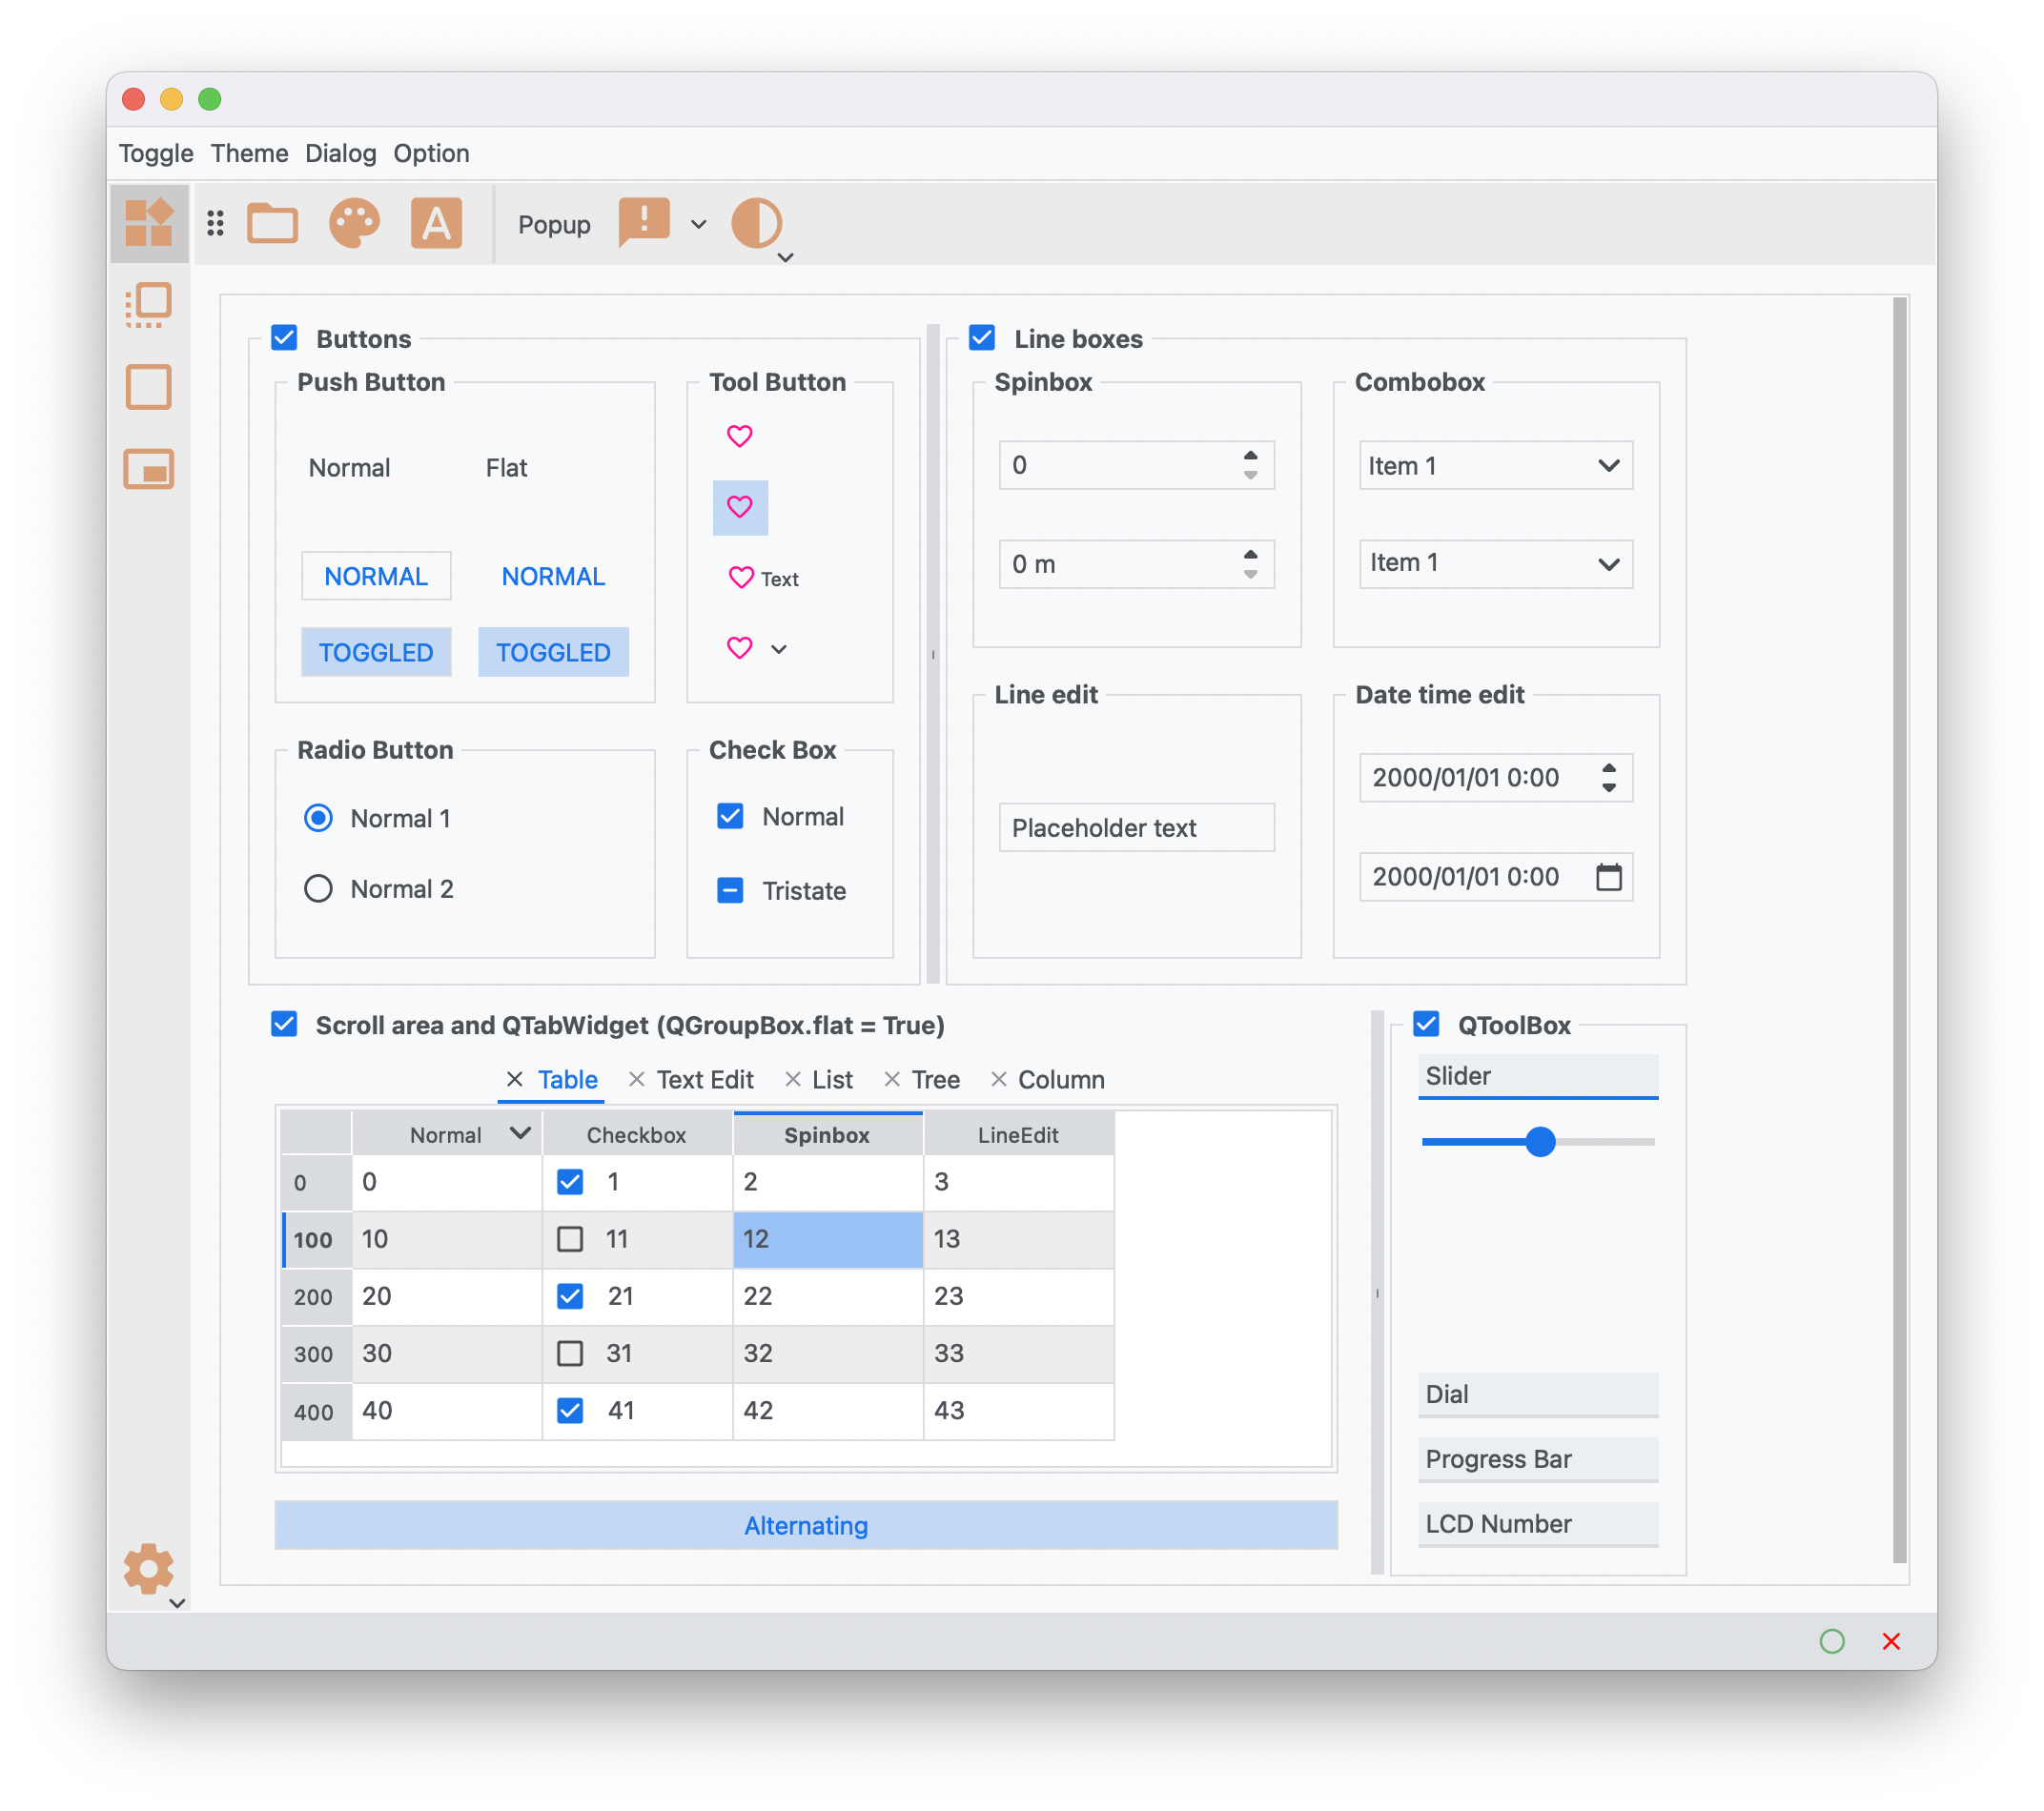 Toggle Theme Dialog Option
A Popup
Buttons
Push Button
Normal Flat
NORMAL NORMAL
TOGGLED TOGGLED
Tool Button
Text
Radio Button
Normal 1
Normal 2
Check Box
Normal
Tristate
Line boxes
Spinbox
0
0 m
Combobox
Item 1
Item 1
Line edit
Placeholder text
Date time edit
2000/01/01 0:00
2000/01/01 0:00
Scroll area and QTabWidget (QGroupBox.flat = True)
Table Text Edit List Tree Column
Normal Checkbox Spinbox LineEdit
0 0 1 2 3
100 10 11 12 13
200 20 21 22 23
300 30 31 32 33
400 40 41 42 43
Alternating
QToolBox
Slider
Dial
Progress Bar
LCD Number